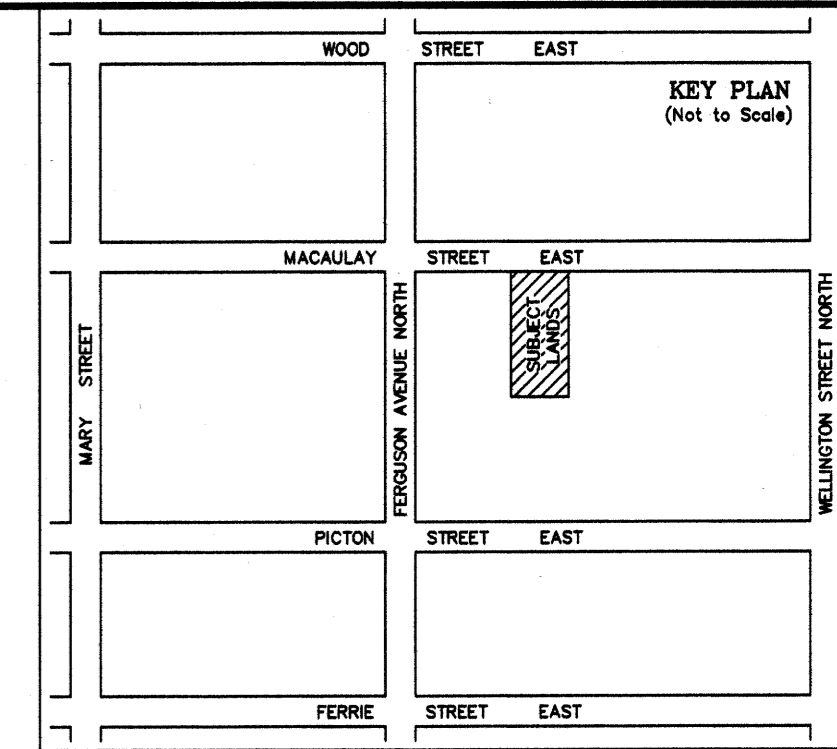 WOOD STREET EAST
KEY PLAN
(Not to Scale)
MACAULAY STREET EAST
SUBJECT
LANDS
MARY STREET
FERGUSON AVENUE NORTH
WELLINGTON STREET NORTH
PICTON STREET EAST
FERRIE STREET EAST